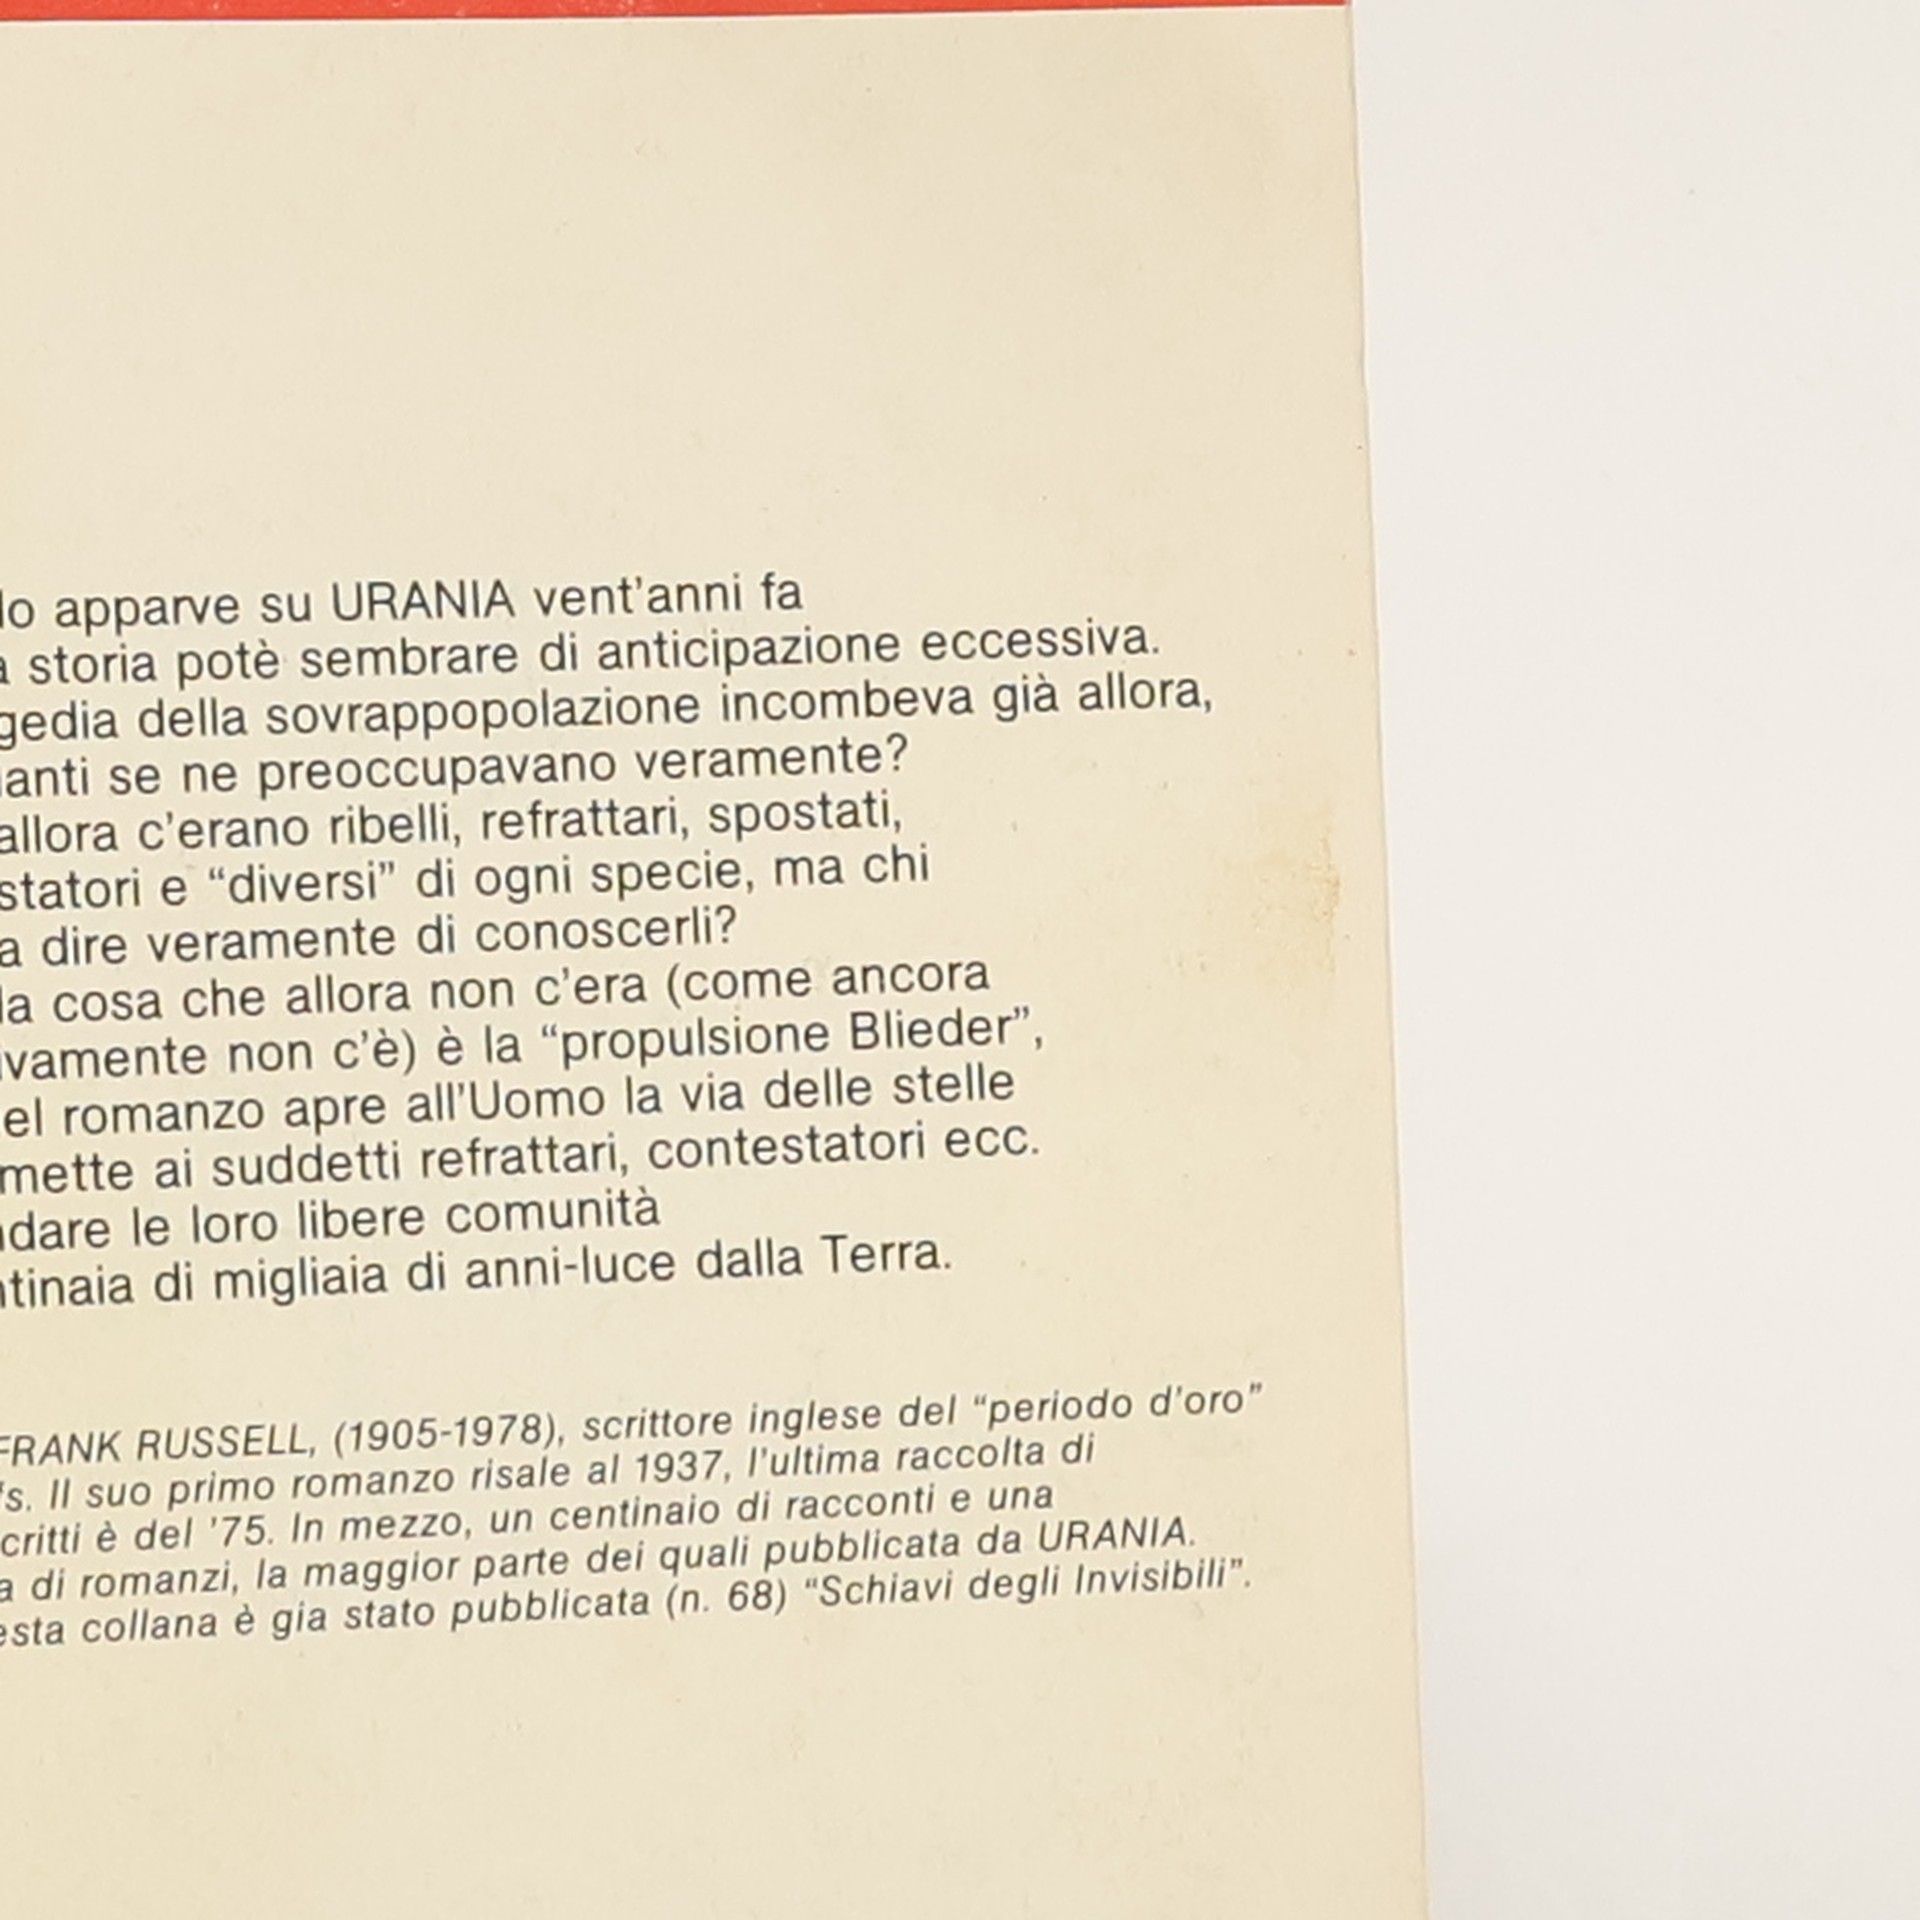 lo apparve su URANIA vent'anni fa
a storia potè sembrare di anticipazione eccessiva.
gedia della sovrappopolazione incombeva già allora,
anti se ne preoccupavano veramente?
allora c'erano ribelli, refrattari, spostati,
statori e “diversi” di ogni specie, ma chi
a dire veramente di conoscerli?
la cosa che allora non c'era (come ancora
ivamente non c'è) è la “propulsione Blieder”,
el romanzo apre all'Uomo la via delle stelle
mette ai suddetti refrattari, contestatori ecc.
dare le loro libere comunità
ntinaia di migliaia di anni-luce dalla Terra.
FRANK RUSSELL, (1905-1978), scrittore inglese del “periodo d'oro”
s. Il suo primo romanzo risale al 1937, l'ultima raccolta di
critti è del '75. In mezzo, un centinaio di racconti e una
a di romanzi, la maggior parte dei quali pubblicata da URANIA.
esta collana è gia stato pubblicata (n. 68) “Schiavi degli Invisibili”.